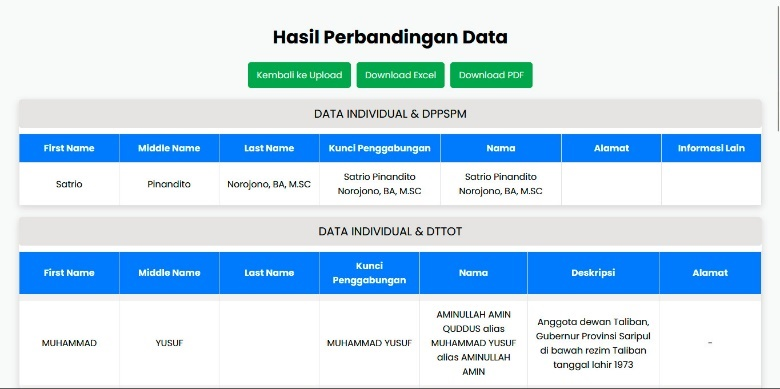 Hasil Perbandingan Data
Kembali ke Upload Download Excel Download PDF
DATA INDIVIDUAL & DPPSPM
First Name Middle Name Last Name Kunci Penggabungan Nama Alamat Informasi Lain
Satrio Pinandito Norojono, BA, M.SC Satrio Pinandito Norojono, BA, M.SC Satrio Pinandito Norojono, BA, M.SC
DATA INDIVIDUAL & DTTOT
First Name Middle Name Last Name Kunci Penggabungan Nama Deskripsi Alamat
MUHAMMAD YUSUF MUHAMMAD YUSUF AMINULLAH AMIN QUDDUS alias MUHAMMAD YUSUF alias AMINULLAH AMIN Anggota dewan Taliban, Gubernur Provinsi Saripul di bawah rezim Taliban tanggal lahir 1973 -